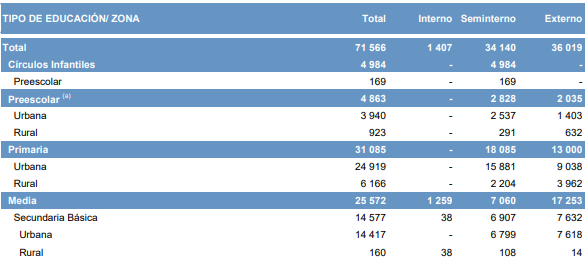 TIPO DE EDUCACIÓN/ ZONA Total Interno Seminterno Externo
Total 71 566 1 407 34 140 36 019
Círculos Infantiles 4 984 - 4 984 -
Preescolar 169 - 169 -
Preescolar (a) 4 863 - 2 828 2 035
Urbana 3 940 - 2 537 1 403
Rural 923 - 291 632
Primaria 31 085 - 18 085 13 000
Urbana 24 919 - 15 881 9 038
Rural 6 166 - 2 204 3 962
Media 25 572 1 259 7 060 17 253
Secundaria Básica 14 577 38 6 907 7 632
Urbana 14 417 - 6 799 7 618
Rural 160 38 108 14